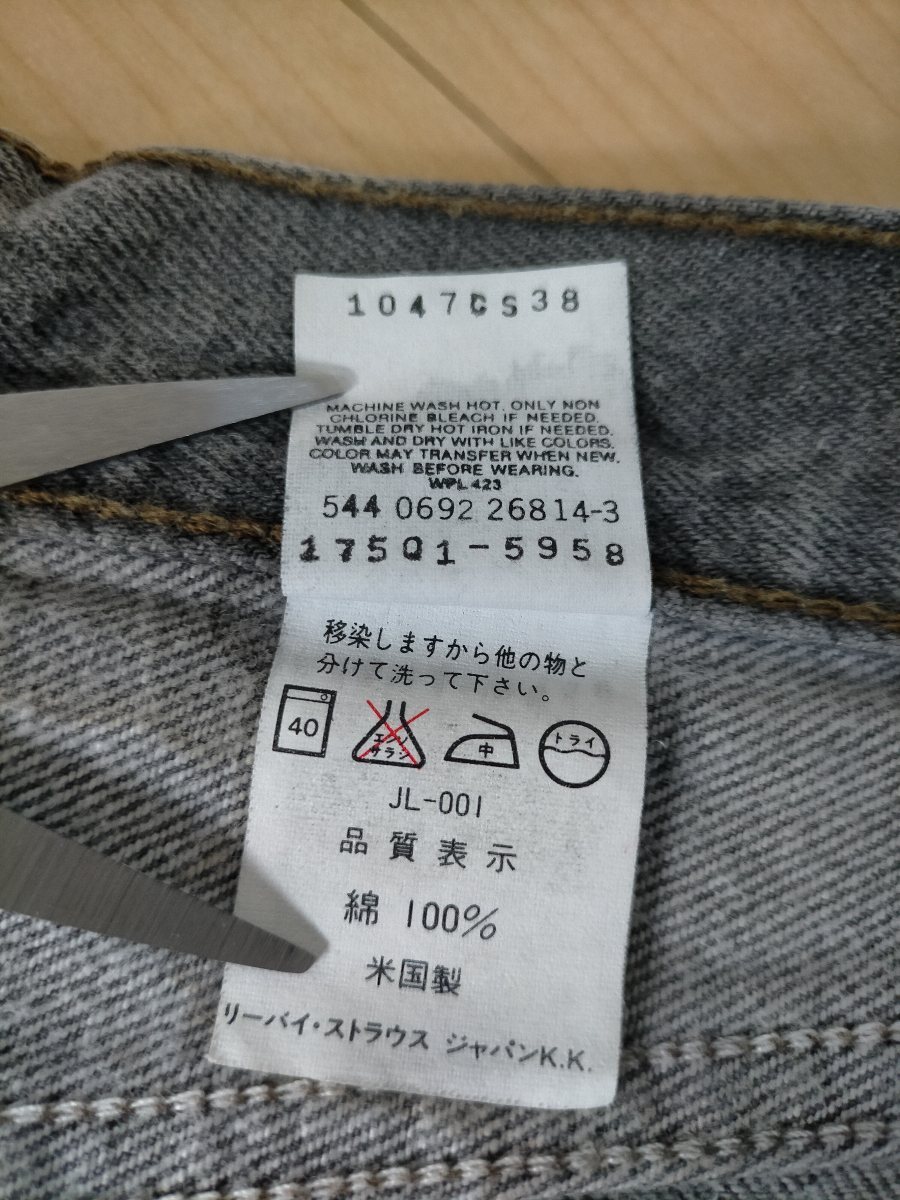 1047CS38
MACHINE WASH HOT, ONLY NON
CHLORINE BLEACH IF NEEDED.
TUMBLE DRY HOT IRON IF NEEDED.
WASH AND DRY WITH LIKE COLORS.
COLOR MAY TRANSFER WHEN NEW.
WASH BEFORE WEARING.
WPL 423
544 0692 26814-3
17501-5958
移染しますから他の物と
分けて洗って下さい。
40 エンソサラシ 中 ドライ
JL-001
品質表示
綿 100%
米国製
リーバイ・ストラウス ジャパンK.K.